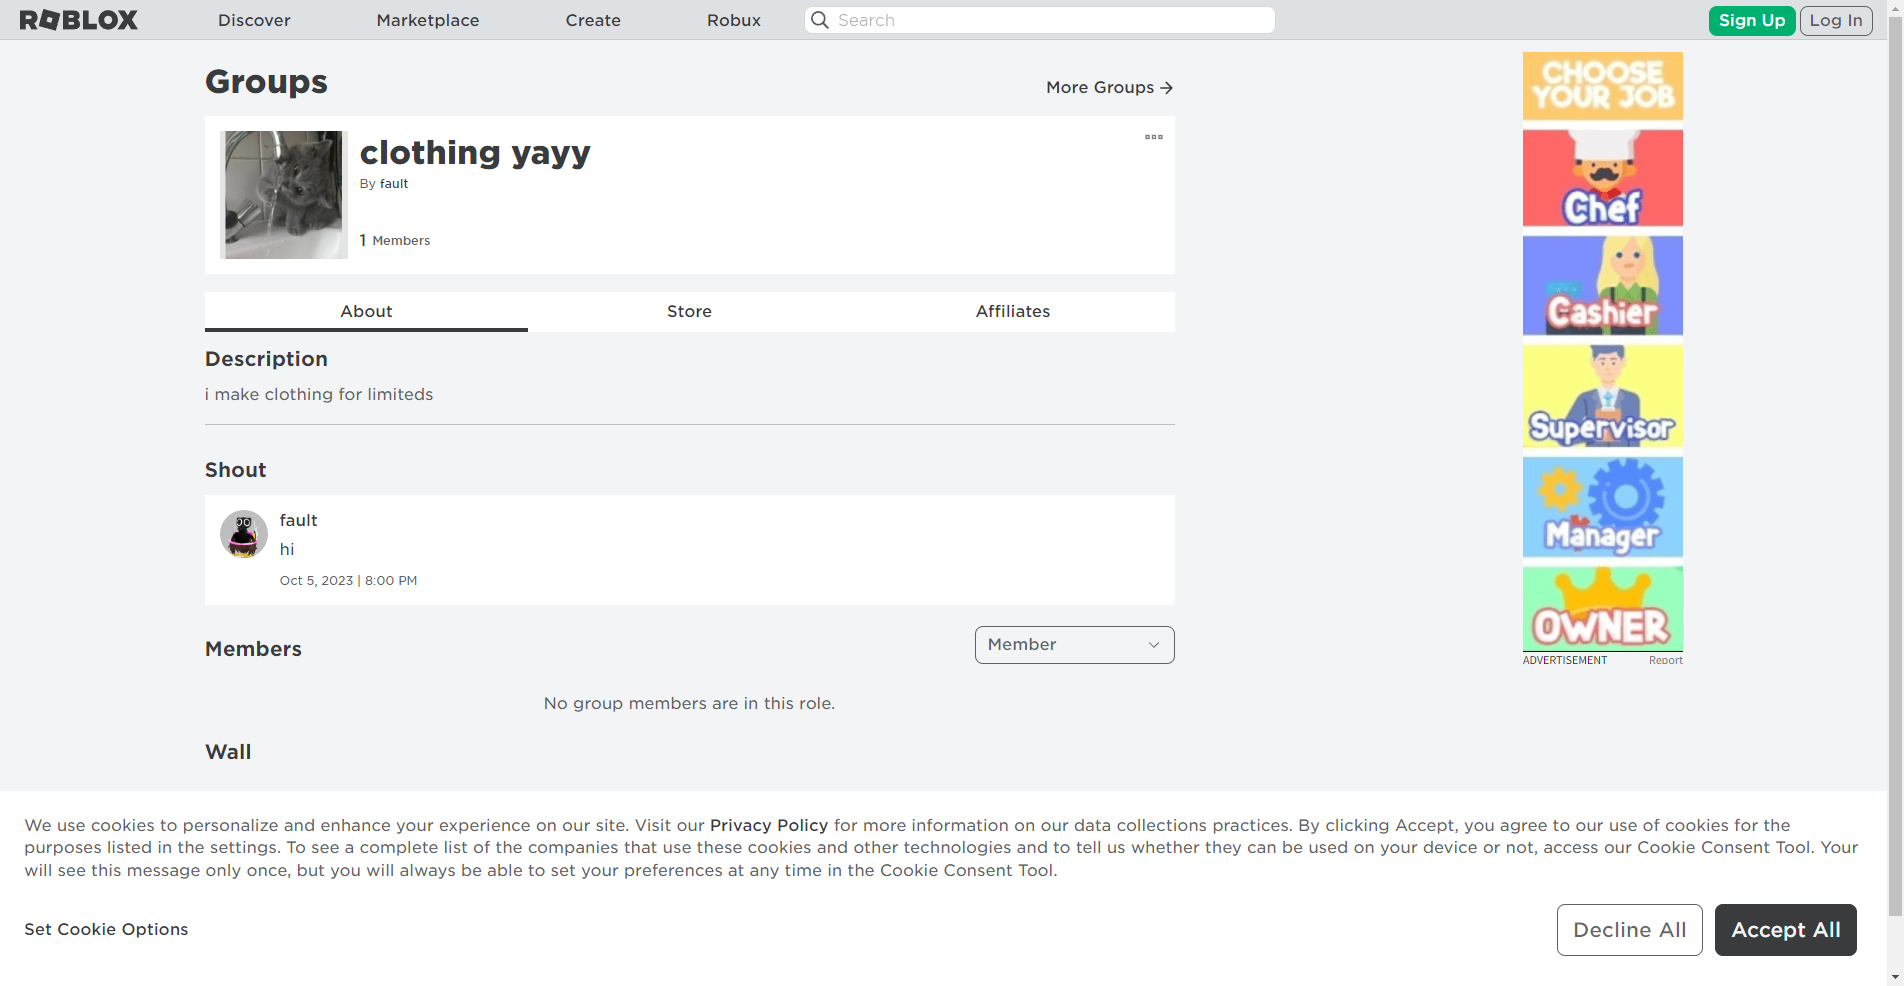 ROBLOX
Discover
Marketplace
Create
Robux
Search
Sign Up
Log In
Groups
More Groups
clothing yayy
By fault
1 Members
About
Store
Affiliates
Description
i make clothing for limiteds
Shout
fault
hi
Oct 5, 2023 | 8:00 PM
Members
Member
No group members are in this role.
Wall
CHOOSE
YOUR JOB
Chef
Cashier
Supervisor
Manager
OWNER
ADVERTISEMENT
Report
We use cookies to personalize and enhance your experience on our site. Visit our Privacy Policy for more information on our data collections practices. By clicking Accept, you agree to our use of cookies for the
purposes listed in the settings. To see a complete list of the companies that use these cookies and other technologies and to tell us whether they can be used on your device or not, access our Cookie Consent Tool. Your
will see this message only once, but you will always be able to set your preferences at any time in the Cookie Consent Tool.
Set Cookie Options
Decline All
Accept All